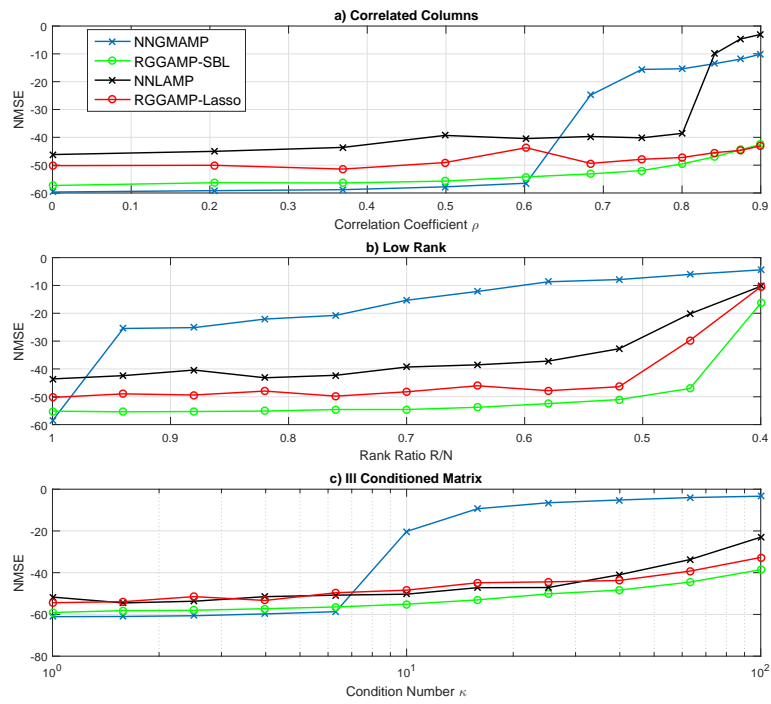 a) Correlated Columns
0
-10
-20
-30
-40
-50
-60
NMSE
NNGMAMP
RGGAMP-SBL
NNLAMP
RGGAMP-Lasso
0 0.1 0.2 0.3 0.4 0.5 0.6 0.7 0.8 0.9
Correlation Coefficient ρ
b) Low Rank
0
-10
-20
-30
-40
-50
-60
NMSE
1 0.9 0.8 0.7 0.6 0.5 0.4
Rank Ratio R/N
c) Ill Conditioned Matrix
0
-20
-40
-60
-80
NMSE
10^0 10^1 10^2
Condition Number κ